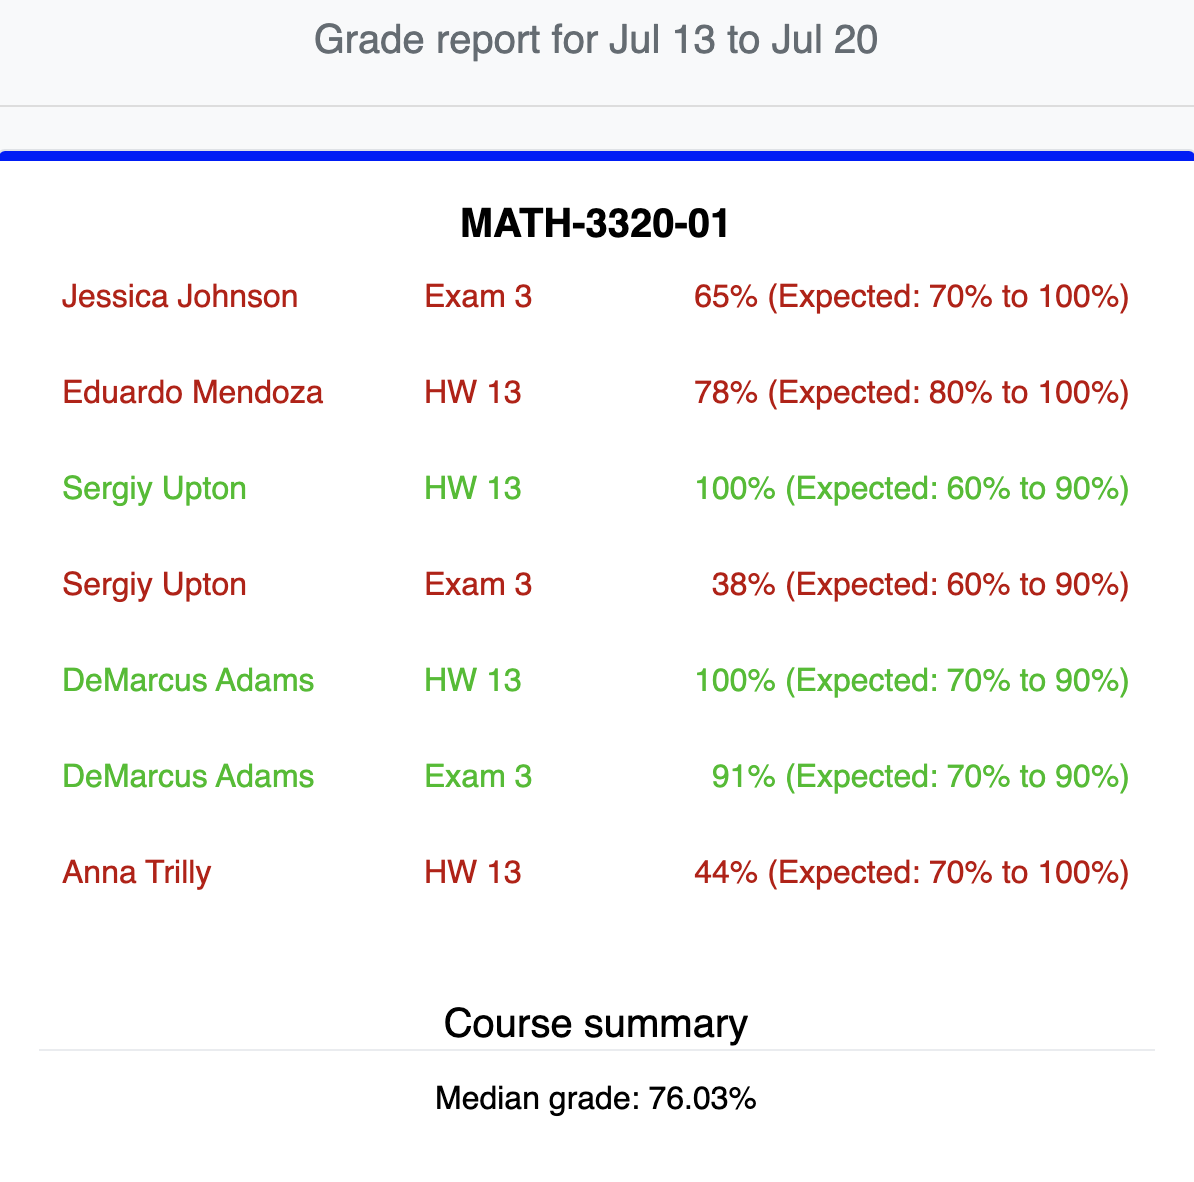 Grade report for Jul 13 to Jul 20
MATH-3320-01
Jessica Johnson Exam 3 65% (Expected: 70% to 100%)
Eduardo Mendoza HW 13 78% (Expected: 80% to 100%)
Sergiy Upton HW 13 100% (Expected: 60% to 90%)
Sergiy Upton Exam 3 38% (Expected: 60% to 90%)
DeMarcus Adams HW 13 100% (Expected: 70% to 90%)
DeMarcus Adams Exam 3 91% (Expected: 70% to 90%)
Anna Trilly HW 13 44% (Expected: 70% to 100%)
Course summary
Median grade: 76.03%